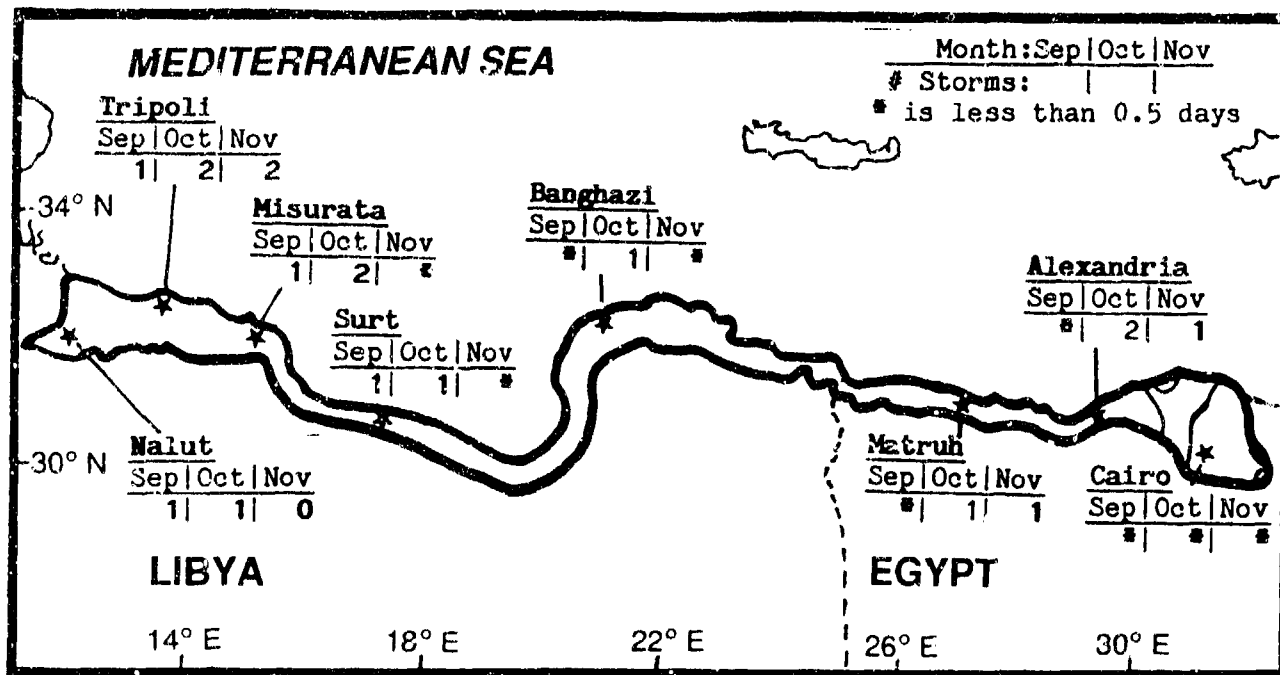 MEDITERRANEAN SEA
Month:Sep|Oct|Nov
# Storms: | |
* is less than 0.5 days
Tripoli
Sep|Oct|Nov
1| 2| 2
34° N
Misurata
Sep|Oct|Nov
1| 2| *
Banghazi
Sep|Oct|Nov
*| 1| *
Alexandria
Sep|Oct|Nov
*| 2| 1
Surt
Sep|Oct|Nov
1| 1| *
30° N
Nalut
Sep|Oct|Nov
1| 1| 0
Matruh
Sep|Oct|Nov
*| 1| 1
Cairo
Sep|Oct|Nov
*| *| *
LIBYA
EGYPT
14° E
18° E
22° E
26° E
30° E